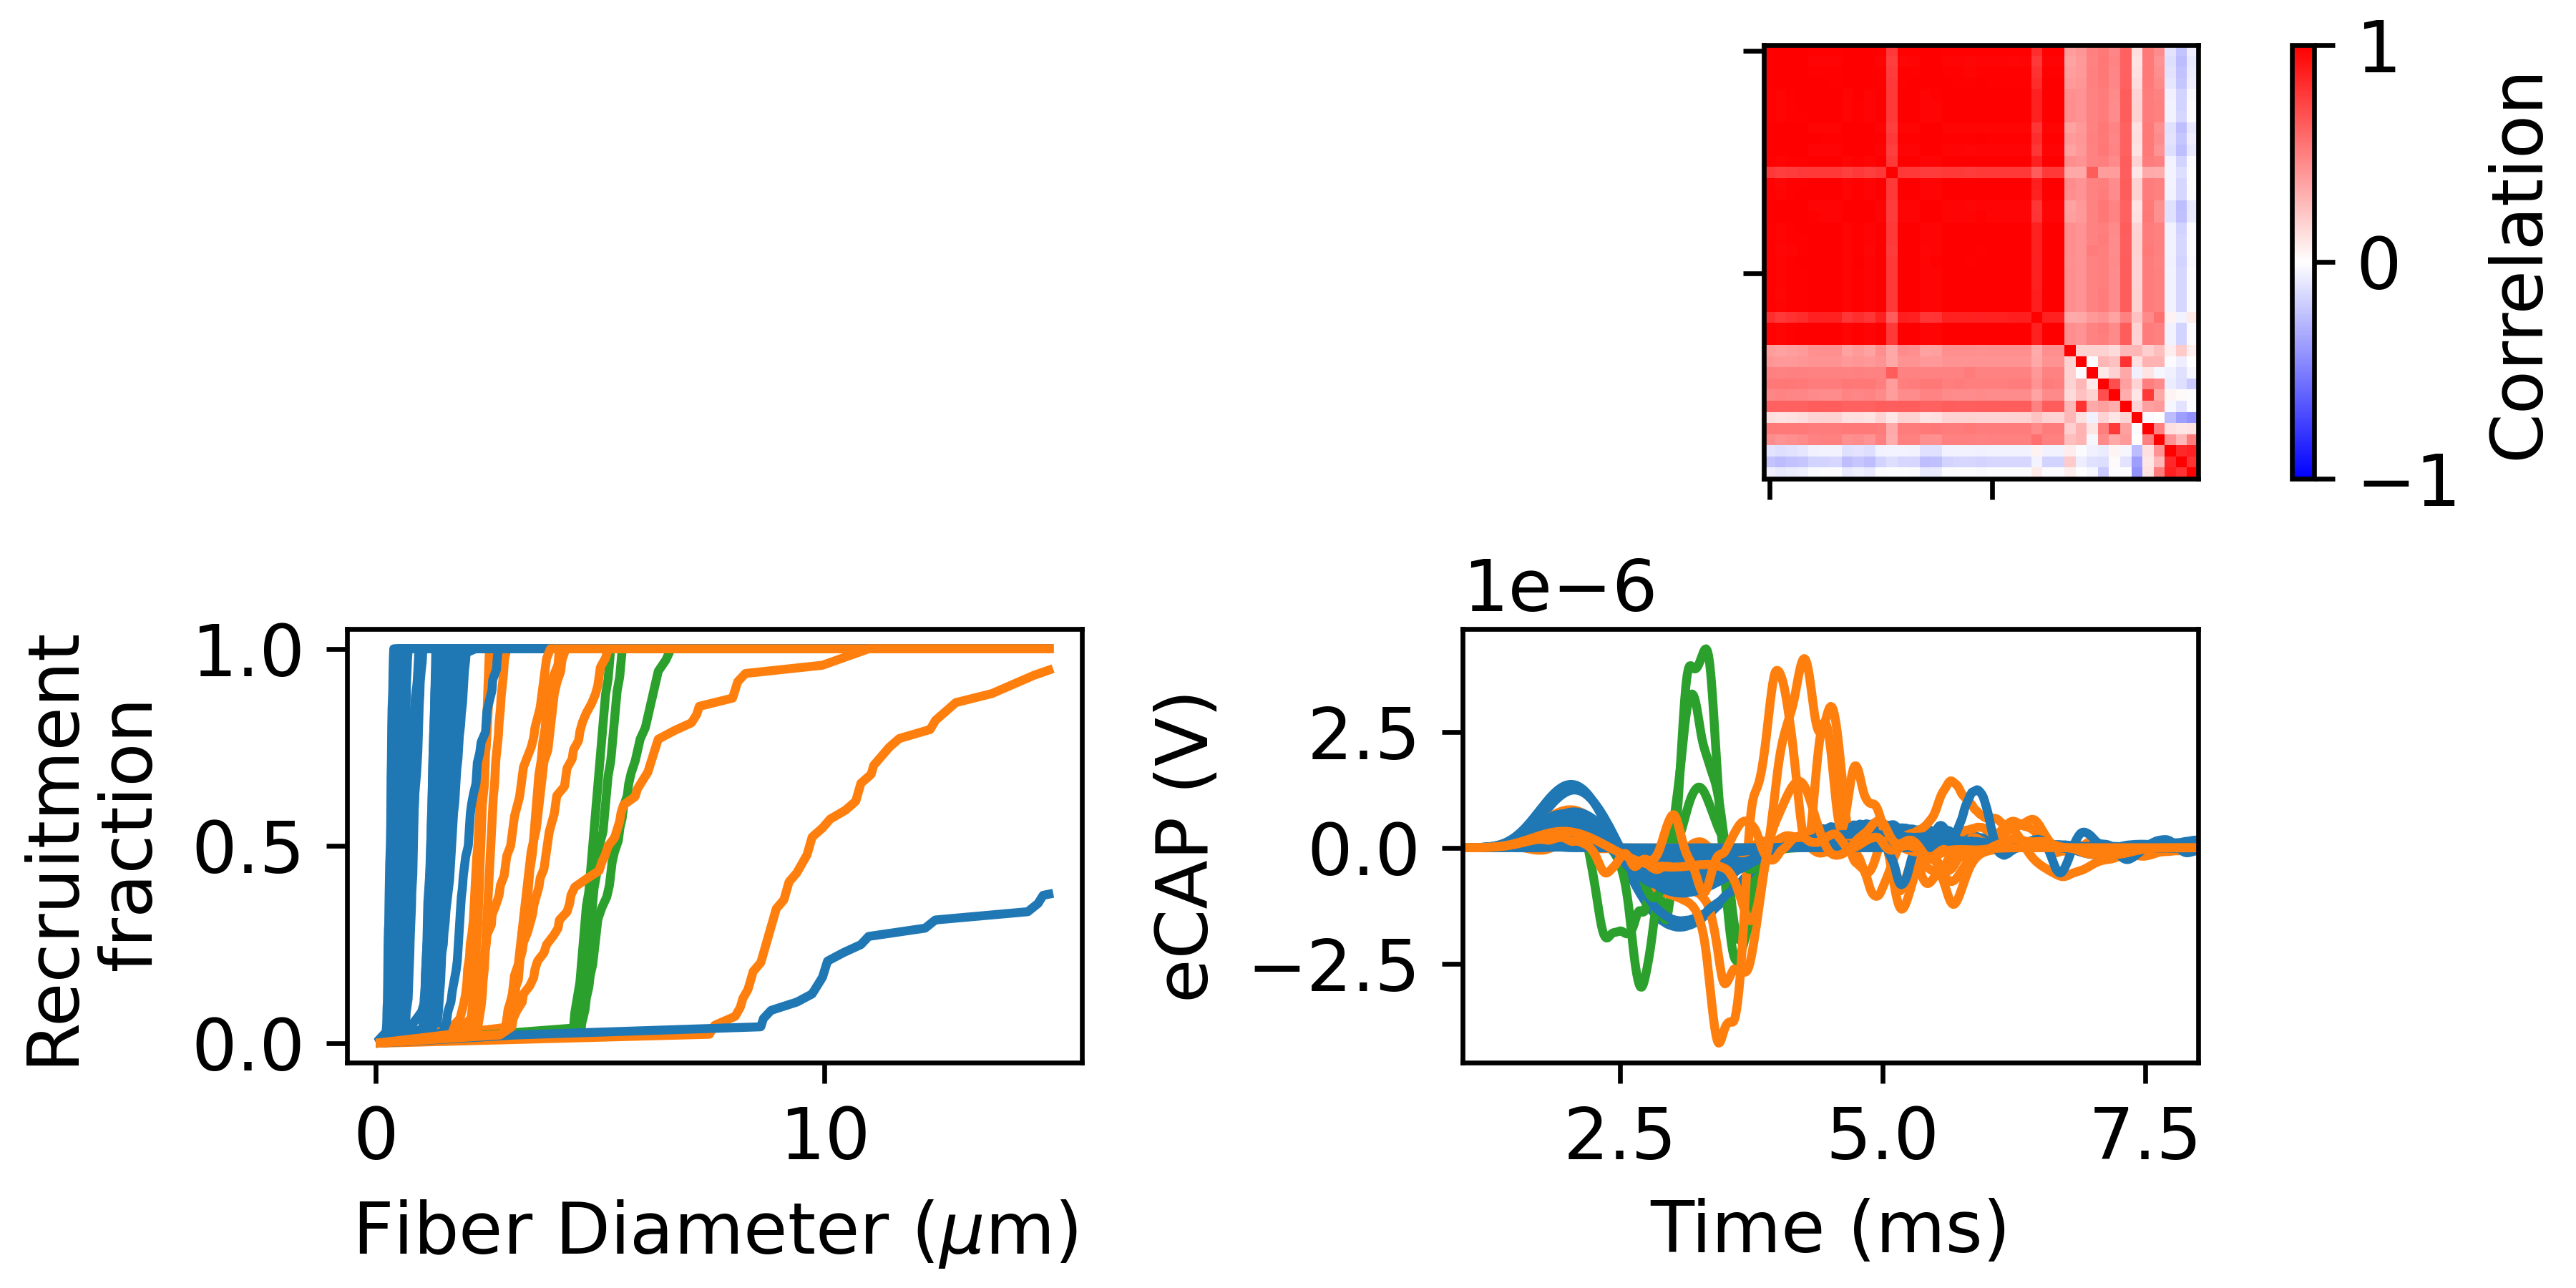 1
0
−1
Correlation
1.0
0.5
0.0
Recruitment
fraction
0
10
Fiber Diameter (μm)
1e−6
2.5
0.0
−2.5
eCAP (V)
2.5
5.0
7.5
Time (ms)